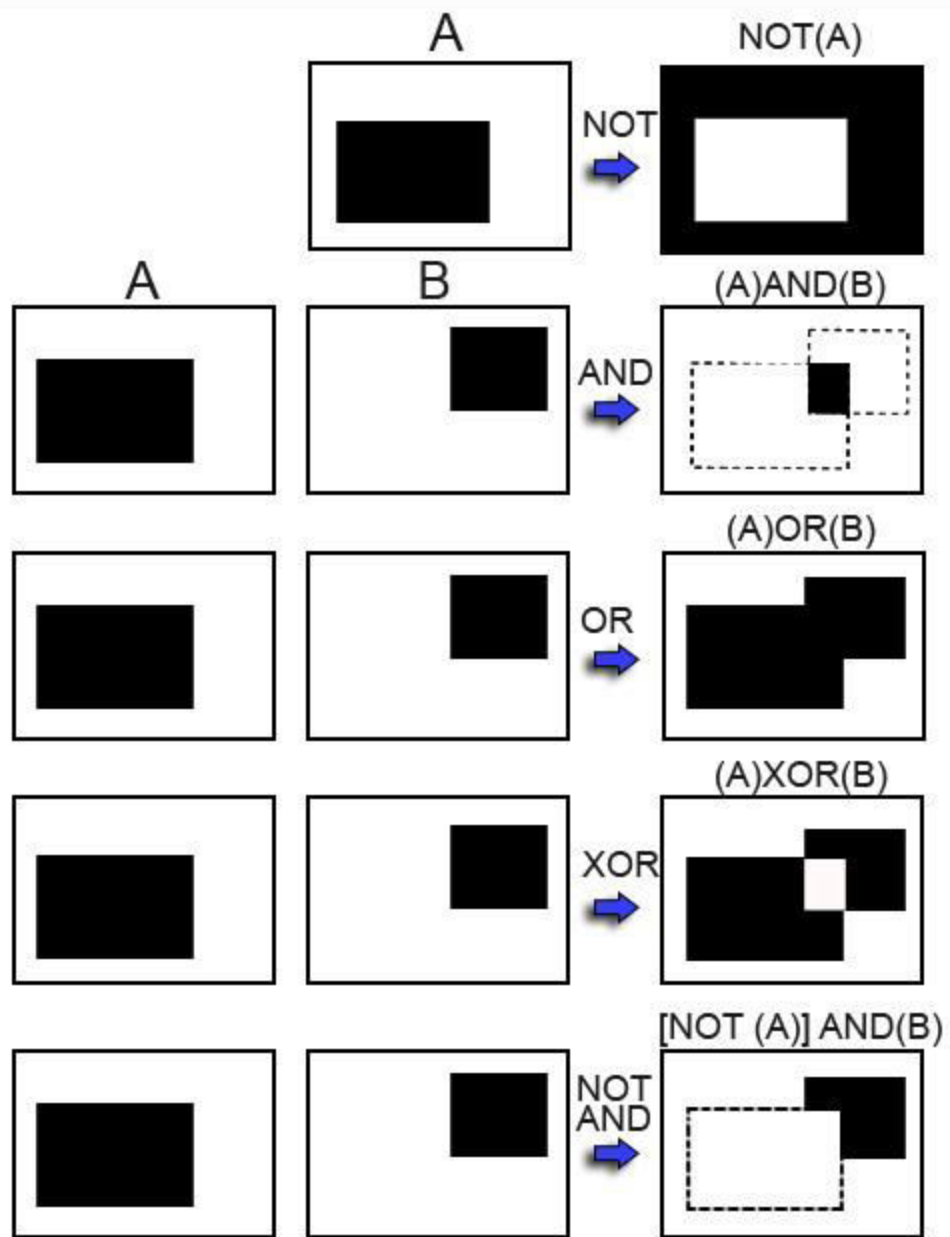 A
NOT(A)
NOT
A
B
(A)AND(B)
AND
(A)OR(B)
OR
(A)XOR(B)
XOR
[NOT (A)] AND(B)
NOT
AND